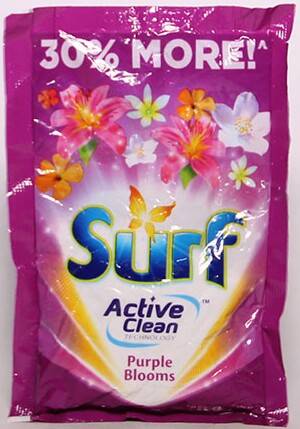 30% MORE!^
Surf
Active
Clean™
TECHNOLOGY
Purple
Blooms